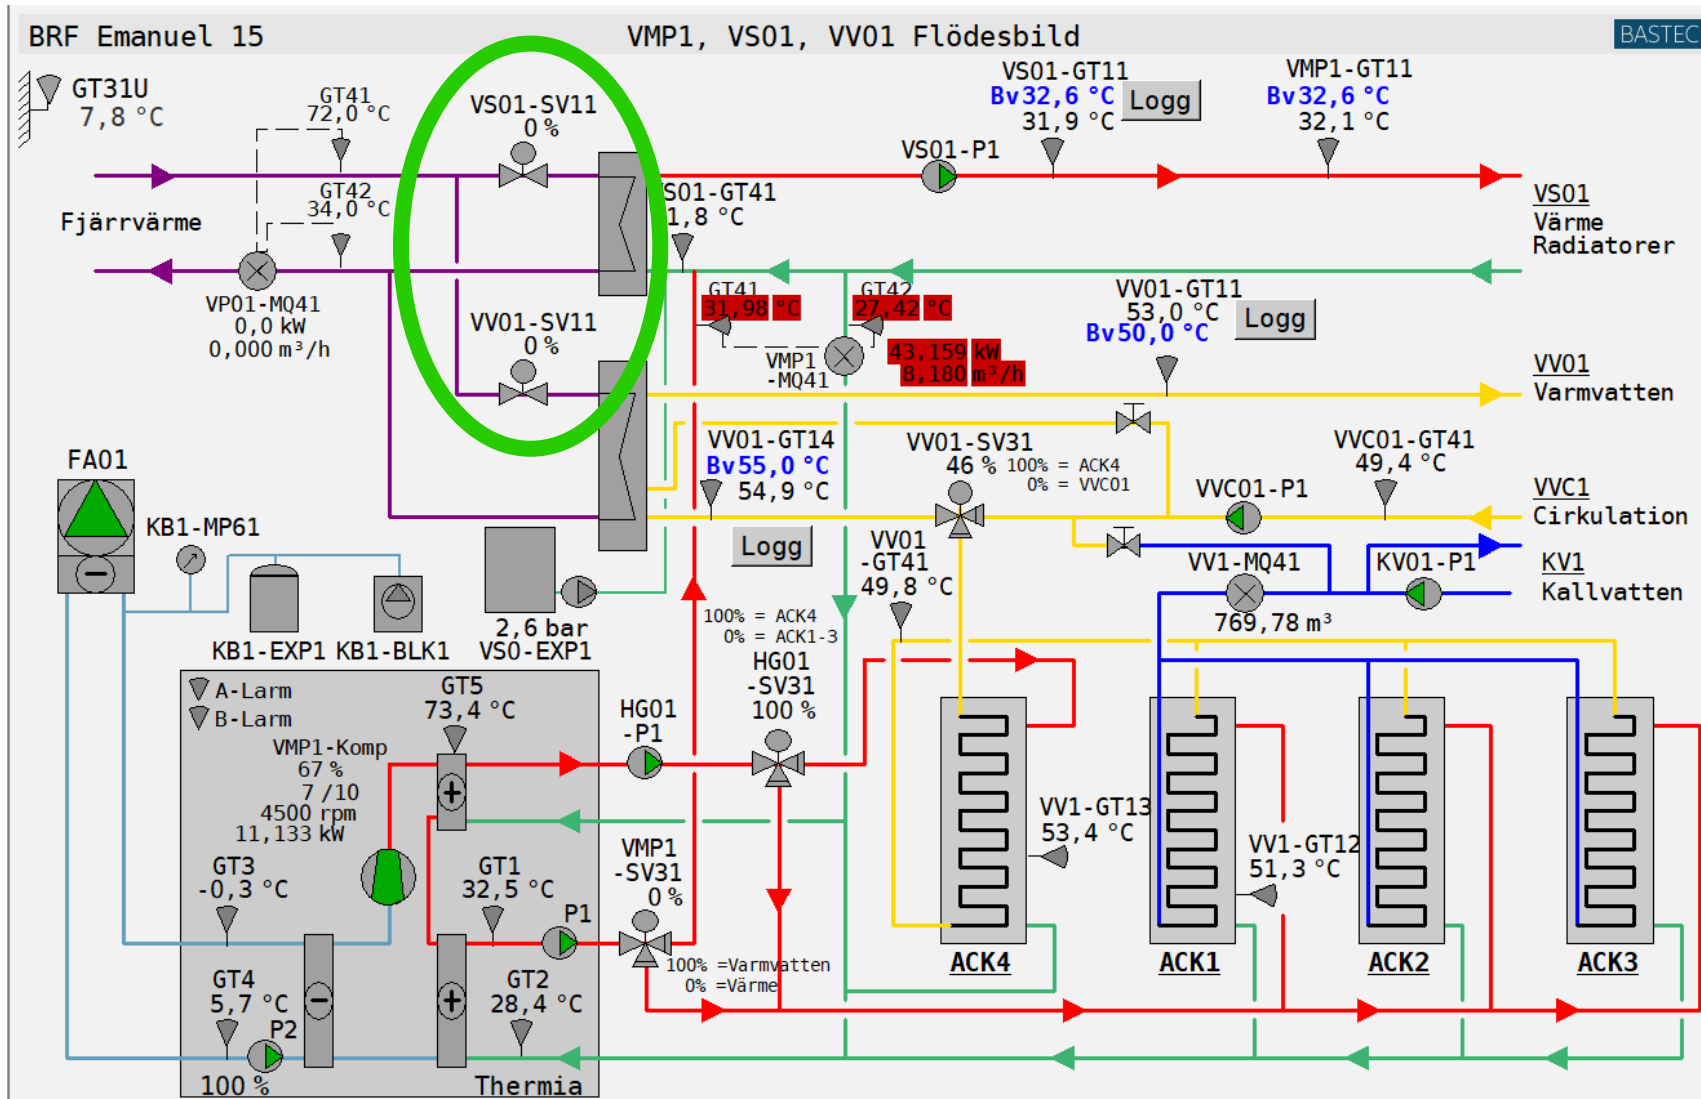 BRF Emanuel 15
VMP1, VS01, VV01 Flödesbild
BASTEC
GT31U
7,8 °C
GT41
72,0 °C
GT42
34,0 °C
Fjärrvärme
VP01-MQ41
0,0 kW
0,000 m³/h
VS01-SV11
0 %
VV01-SV11
0 %
S01-GT41
1,8 °C
VS01-P1
VS01-GT11
Bv 32,6 °C
31,9 °C
Logg
VMP1-GT11
Bv 32,6 °C
32,1 °C
VS01
Värme
Radiatorer
GT41
31,98 °C
GT42
27,42 °C
VMP1
-MQ41
43,159 kW
8,180 m³/h
VV01-GT11
53,0 °C
Bv 50,0 °C
Logg
VV01
Varmvatten
VV01-GT14
Bv 55,0 °C
54,9 °C
Logg
VV01-SV31
46 %
100% = ACK4
0% = VVC01
VVC01-GT41
49,4 °C
VVC01-P1
VVC1
Cirkulation
FA01
KB1-MP61
KB1-EXP1
KB1-BLK1
2,6 bar
VS0-EXP1
VV01
-GT41
49,8 °C
VV1-MQ41
769,78 m³
KV01-P1
KV1
Kallvatten
100% = ACK4
0% = ACK1-3
HG01
-SV31
100 %
HG01
-P1
A-Larm
B-Larm
GT5
73,4 °C
VMP1-Komp
67 %
7 /10
4500 rpm
11,133 kW
GT3
-0,3 °C
GT1
32,5 °C
P1
VMP1
-SV31
0 %
100% =Varmvatten
0% =Värme
GT4
5,7 °C
P2
100 %
GT2
28,4 °C
Thermia
VV1-GT13
53,4 °C
VV1-GT12
51,3 °C
ACK4
ACK1
ACK2
ACK3